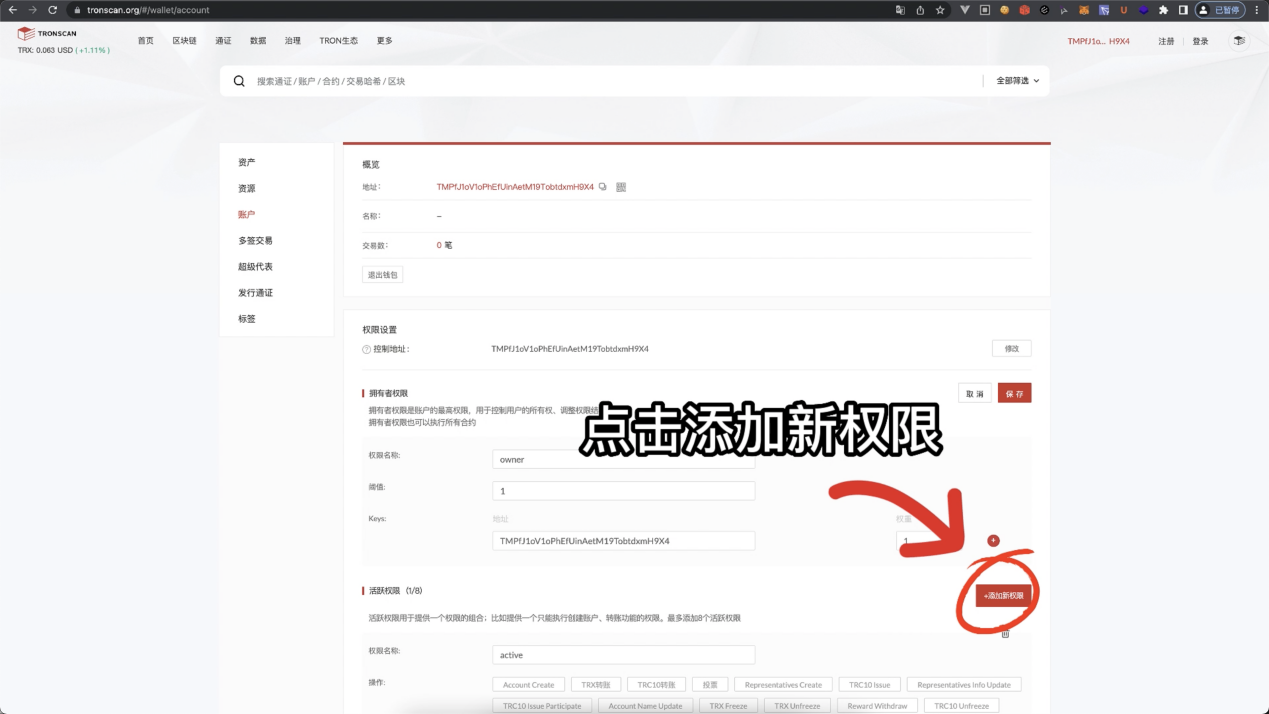 tronscan.org/#/wallet/account
已暂停
TRONSCAN
TRX: 0.063 USD (+1.11%)
首页 区块链 通证 数据 治理 TRON生态 更多
TMPfJ1o... H9X4 注册 登录
搜索通证 / 账户 / 合约 / 交易哈希 / 区块
全部筛选
资产
资源
账户
多签交易
超级代表
发行通证
标签
概览
地址: TMPfJ1oV1oPhEfUinAetM19TobtdxmH9X4
名称: –
交易数: 0 笔
退出钱包
权限设置
控制地址: TMPfJ1oV1oPhEfUinAetM19TobtdxmH9X4 修改
拥有者权限 取 消 保 存
拥有者权限是账户的最高权限, 用于控制用户的所有权、调整权限结
拥有者权限也可以执行所有合约
点击添加新权限
权限名称: owner
阈值: 1
Keys: 地址 权重
TMPfJ1oV1oPhEfUinAetM19TobtdxmH9X4 1
活跃权限 (1/8) +添加新权限
活跃权限用于提供一个权限的组合; 比如提供一个只能执行创建账户、转账功能的权限。最多添加8个活跃权限
权限名称: active
操作: Account Create TRX转账 TRC10转账 投票 Representatives Create TRC10 Issue Representatives Info Update
TRC10 Issue Participate Account Name Update TRX Freeze TRX Unfreeze Reward Withdraw TRC10 Unfreeze